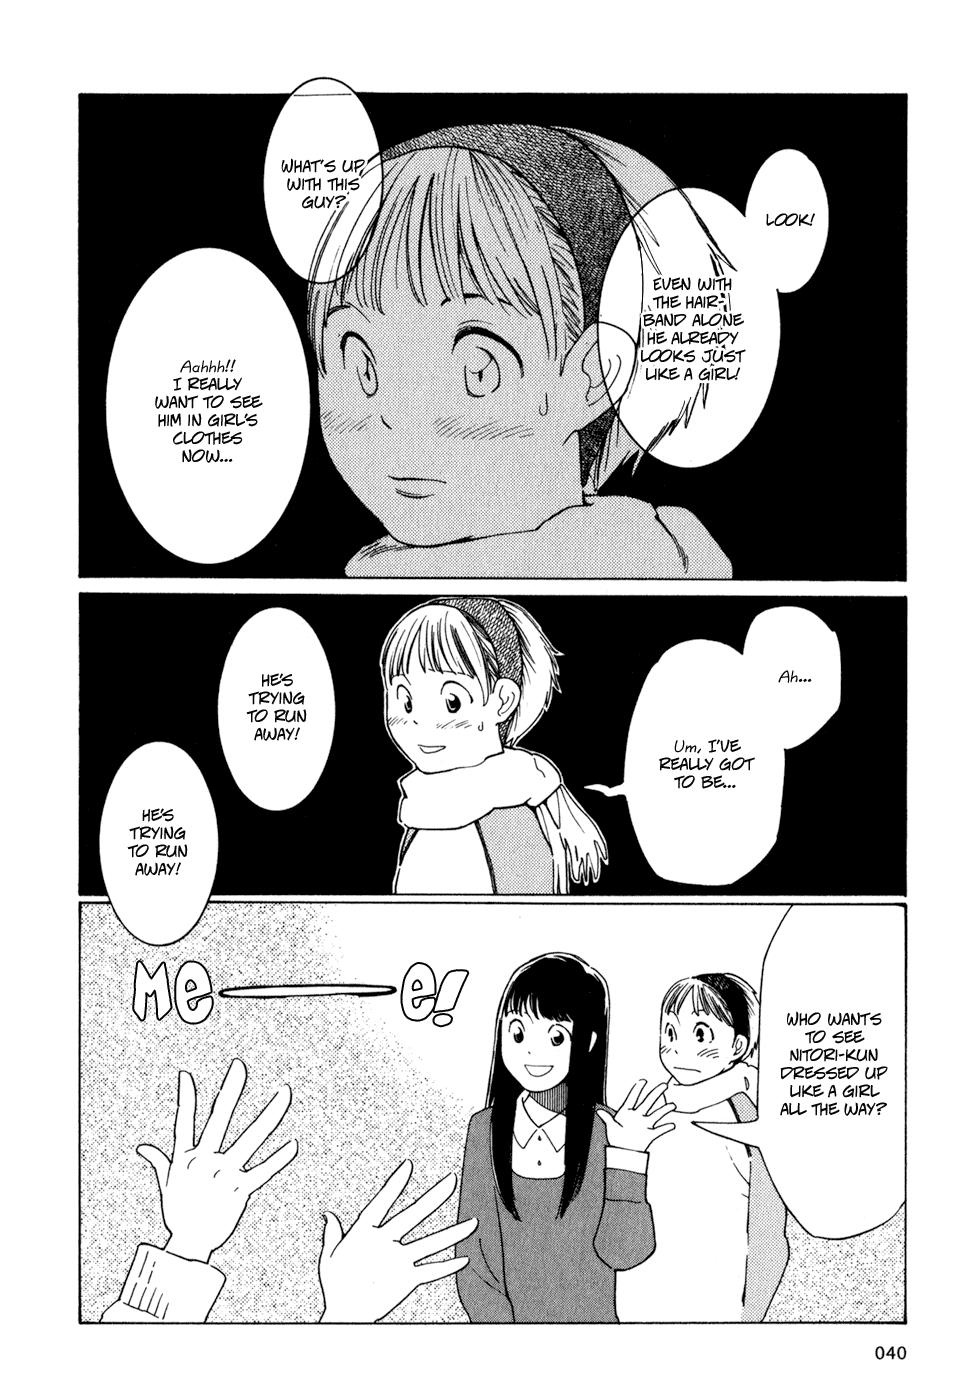 LOOK!
EVEN WITH
THE HAIR-
BAND ALONE
HE ALREADY
LOOKS JUST
LIKE A GIRL!
WHAT'S UP
WITH THIS
GUY?
Aahhh!!
I REALLY
WANT TO SEE
HIM IN GIRL'S
CLOTHES
NOW...
Ah...
Um, I'VE
REALLY GOT
TO BE...
HE'S
TRYING
TO RUN
AWAY!
HE'S
TRYING
TO RUN
AWAY!
WHO WANTS
TO SEE
NITORI-KUN
DRESSED UP
LIKE A GIRL
ALL THE WAY?
Me——e!
040